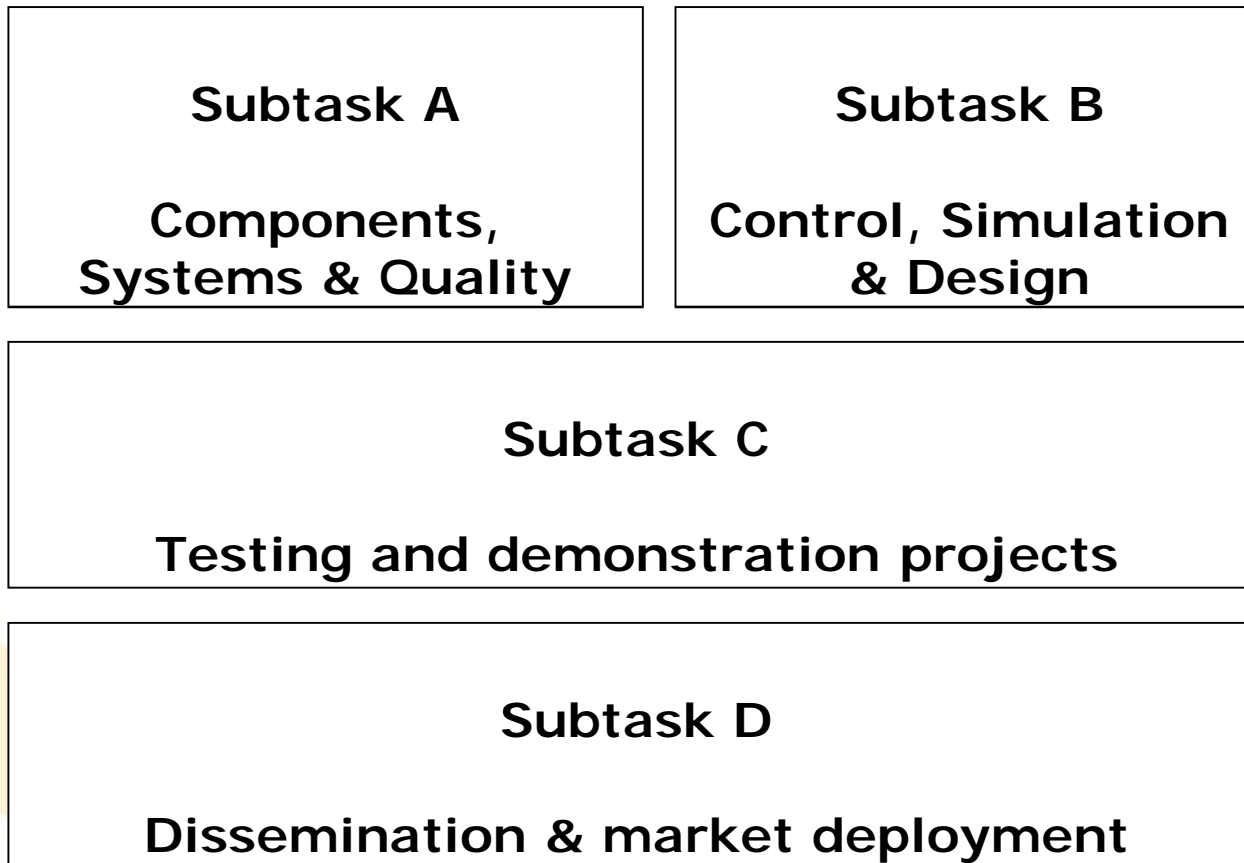 Subtask A
Components,
Systems & Quality
Subtask B
Control, Simulation
& Design
Subtask C
Testing and demonstration projects
Subtask D
Dissemination & market deployment